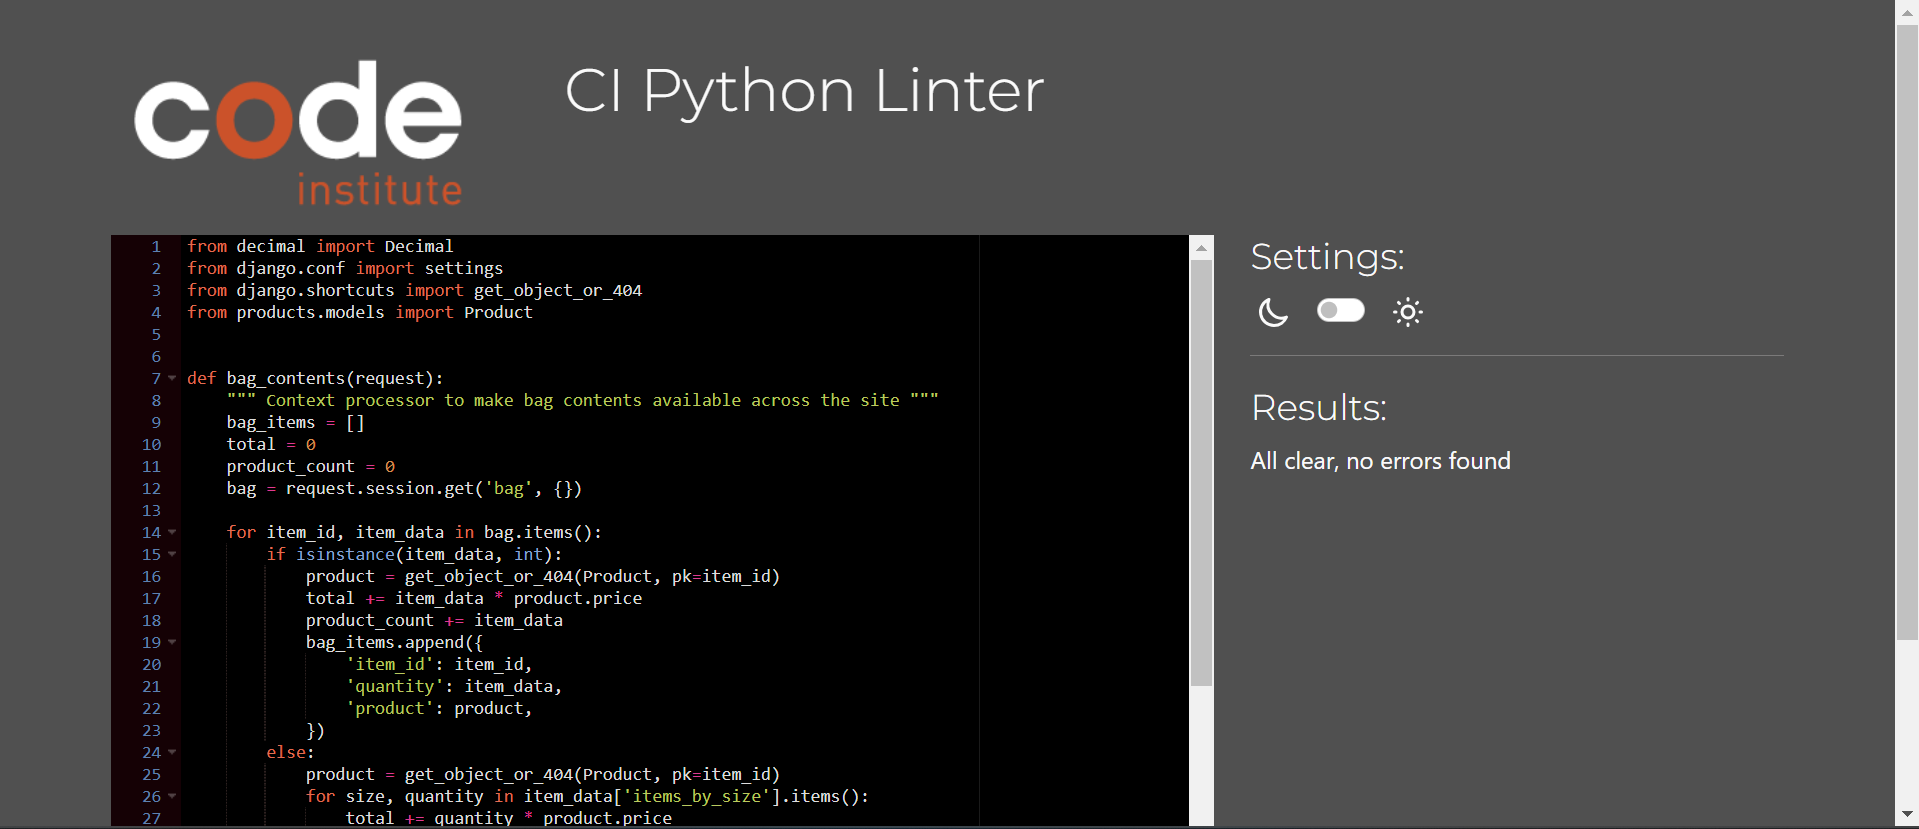 code
institute
CI Python Linter
1 from decimal import Decimal
2 from django.conf import settings
3 from django.shortcuts import get_object_or_404
4 from products.models import Product
5
6
7 def bag_contents(request):
8     """ Context processor to make bag contents available across the site """
9     bag_items = []
10     total = 0
11     product_count = 0
12     bag = request.session.get('bag', {})
13
14     for item_id, item_data in bag.items():
15         if isinstance(item_data, int):
16             product = get_object_or_404(Product, pk=item_id)
17             total += item_data * product.price
18             product_count += item_data
19             bag_items.append({
20                 'item_id': item_id,
21                 'quantity': item_data,
22                 'product': product,
23             })
24         else:
25             product = get_object_or_404(Product, pk=item_id)
26             for size, quantity in item_data['items_by_size'].items():
27                 total += quantity * product.price
Settings:
Results:
All clear, no errors found